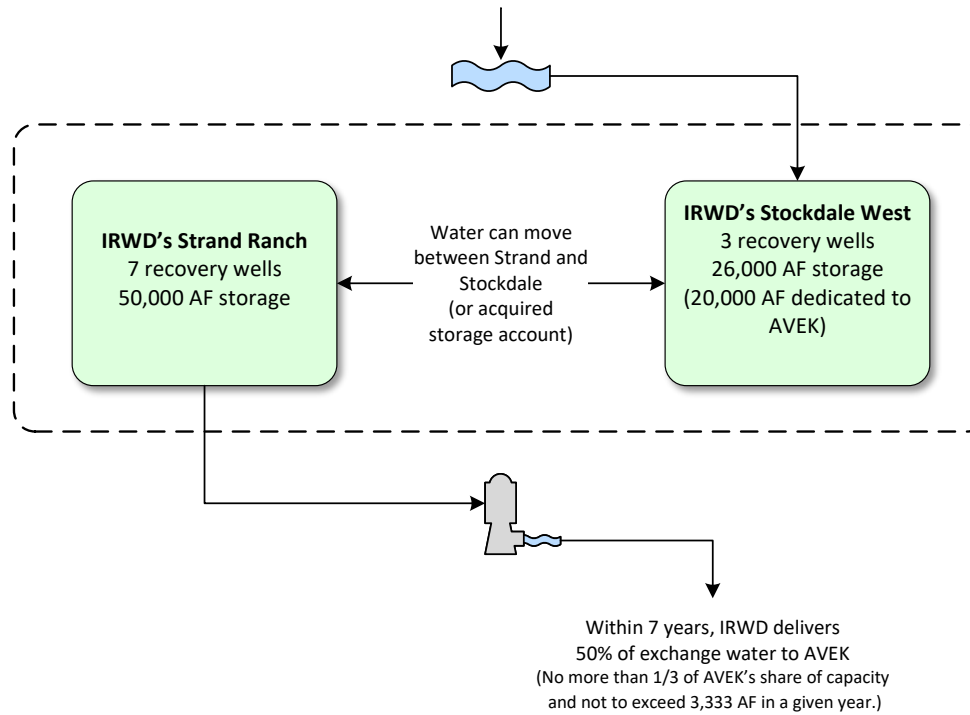 IRWD’s Strand Ranch
7 recovery wells
50,000 AF storage
Water can move
between Strand and
Stockdale
(or acquired
storage account)
IRWD’s Stockdale West
3 recovery wells
26,000 AF storage
(20,000 AF dedicated to
AVEK)
Within 7 years, IRWD delivers
50% of exchange water to AVEK
(No more than 1/3 of AVEK’s share of capacity
and not to exceed 3,333 AF in a given year.)